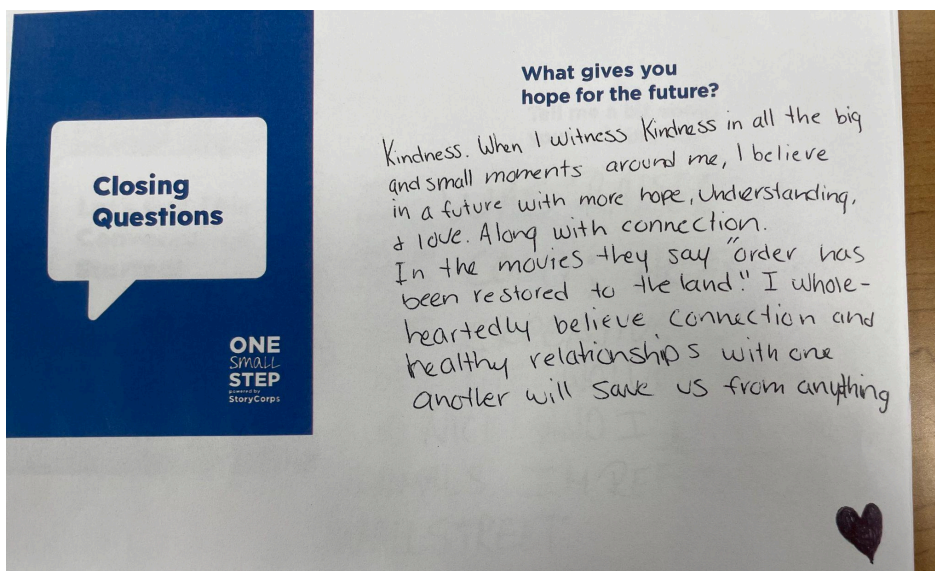 Closing
Questions
ONE
small
STEP
powered by
StoryCorps
What gives you
hope for the future?
Kindness. When I witness Kindness in all the big
and small moments around me, I believe
in a future with more hope, Understanding,
& love. Along with connection.
In the movies they say "order has
been restored to the land." I whole-
heartedly believe connection and
healthy relationships with one
another will save us from anything